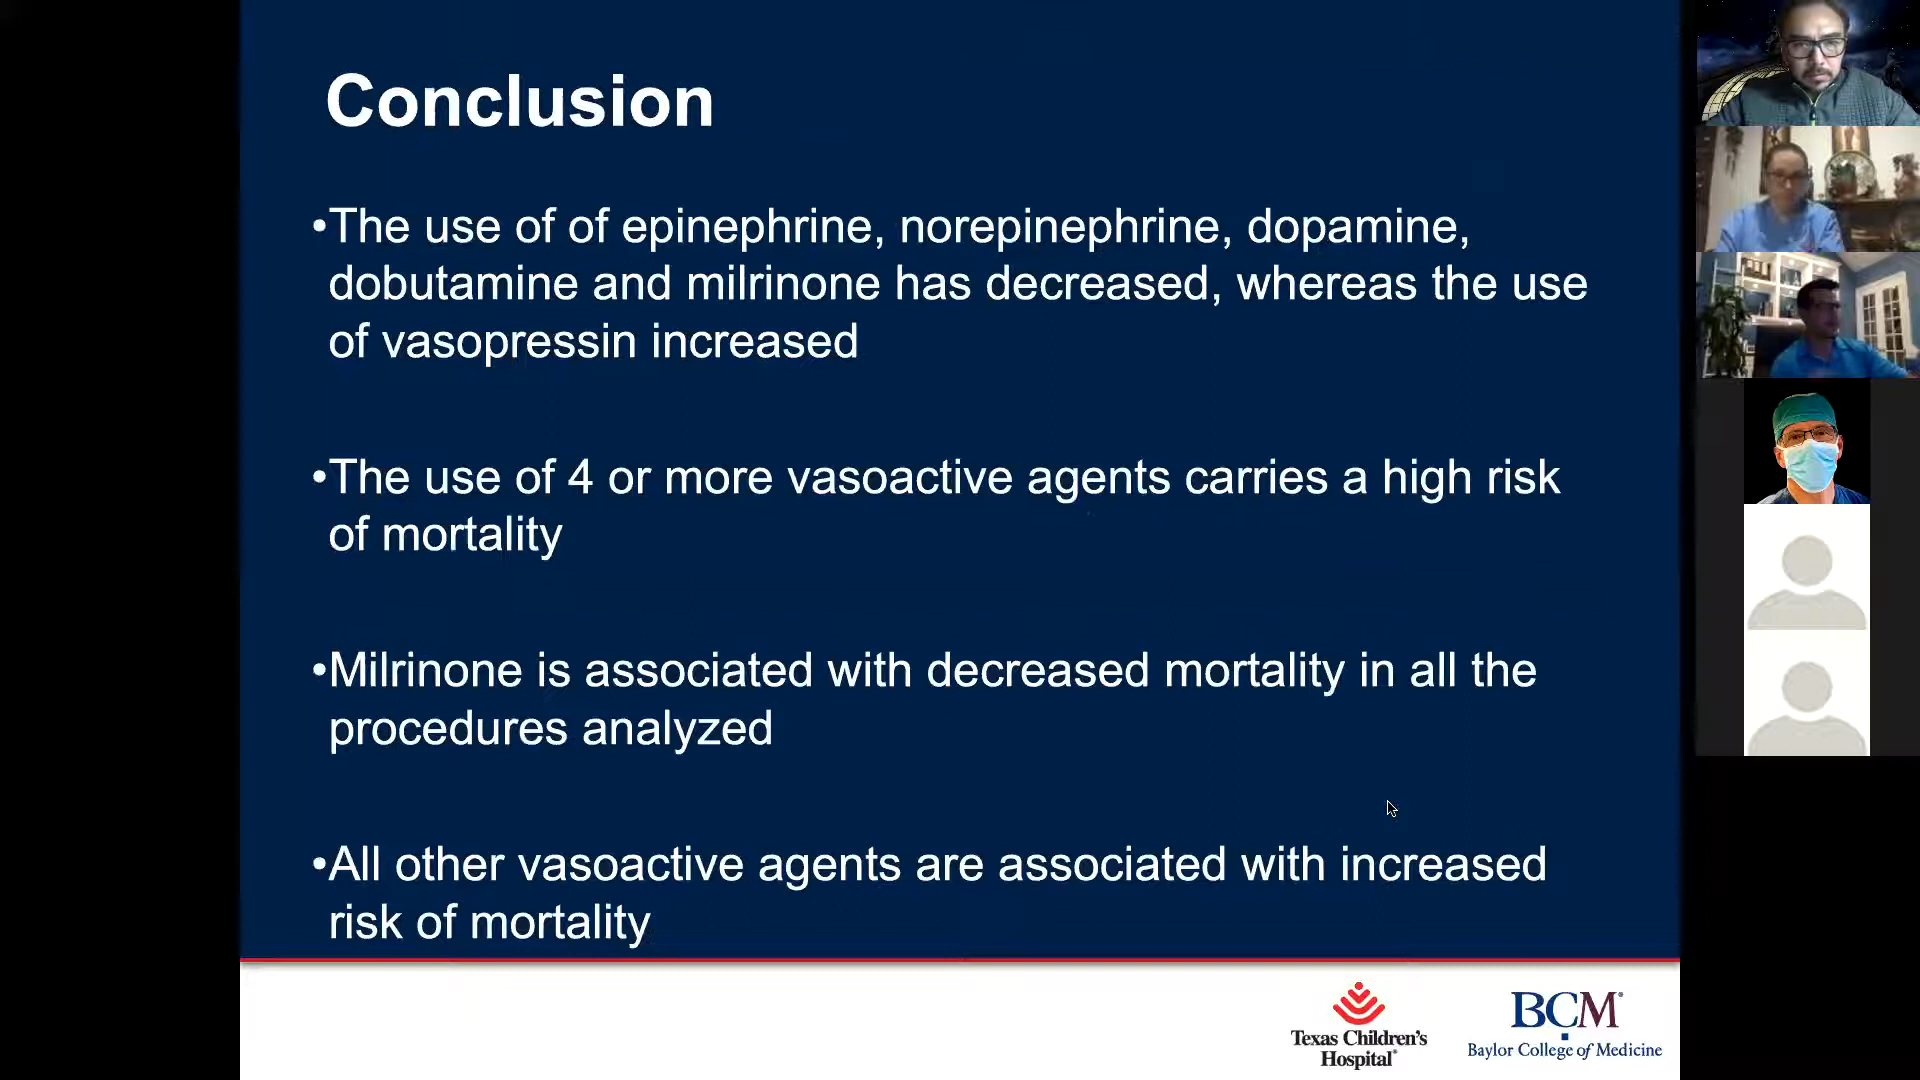 Conclusion
•The use of of epinephrine, norepinephrine, dopamine,
dobutamine and milrinone has decreased, whereas the use
of vasopressin increased
•The use of 4 or more vasoactive agents carries a high risk
of mortality
•Milrinone is associated with decreased mortality in all the
procedures analyzed
•All other vasoactive agents are associated with increased
risk of mortality
Texas Children's
Hospital®
BCM®
Baylor College of Medicine